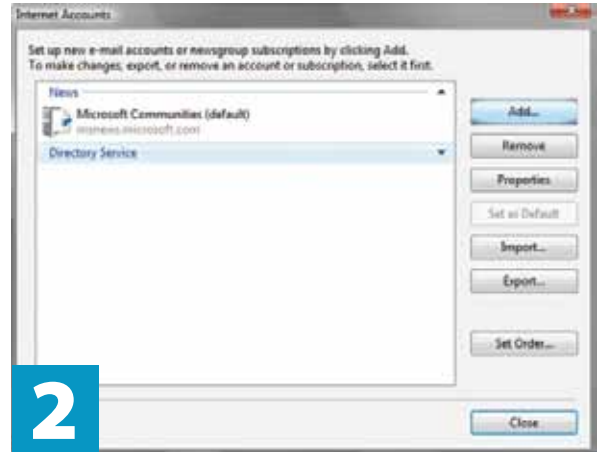 Internet Accounts
Set up new e-mail accounts or newsgroup subscriptions by clicking Add.
To make changes, export, or remove an account or subscription, select it first.
News
Microsoft Communities (default)
msnews.microsoft.com
Directory Service
Add...
Remove
Properties
Set as Default
Import...
Export...
Set Order...
Close
2